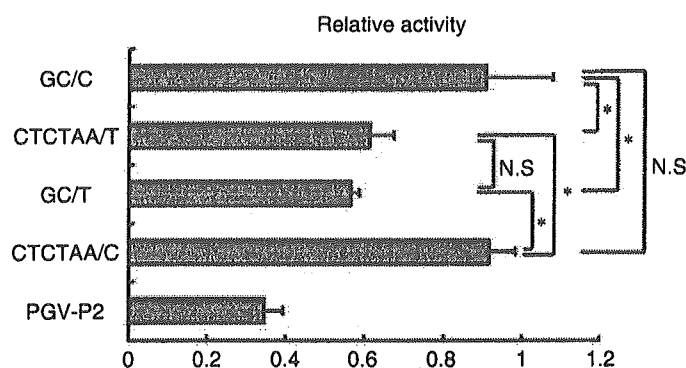 Relative activity
GC/C
CTCTAA/T
GC/T
CTCTAA/C
PGV-P2
N.S
*
*
*
*
N.S
0 0.2 0.4 0.6 0.8 1 1.2